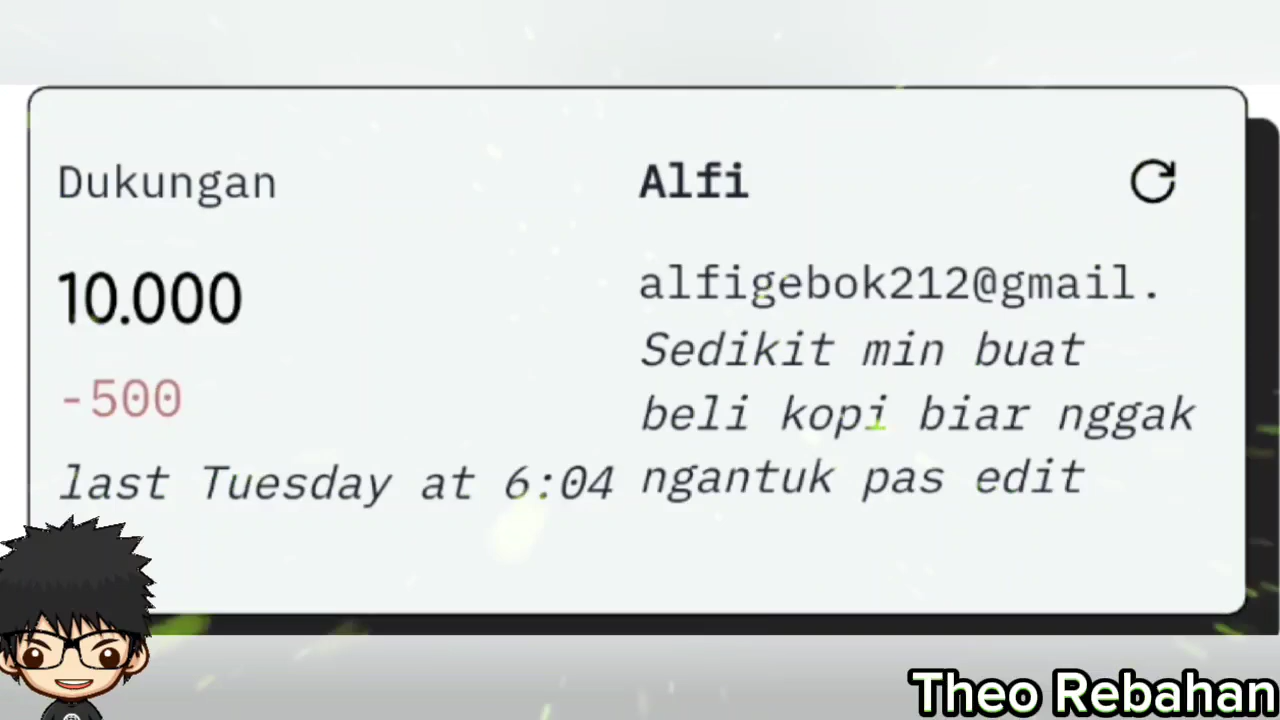 Dukungan
10.000
-500
last Tuesday at 6:04
Alfi
alfigebok212@gmail.
Sedikit min buat
beli kopi biar nggak
ngantuk pas edit
Theo Rebahan